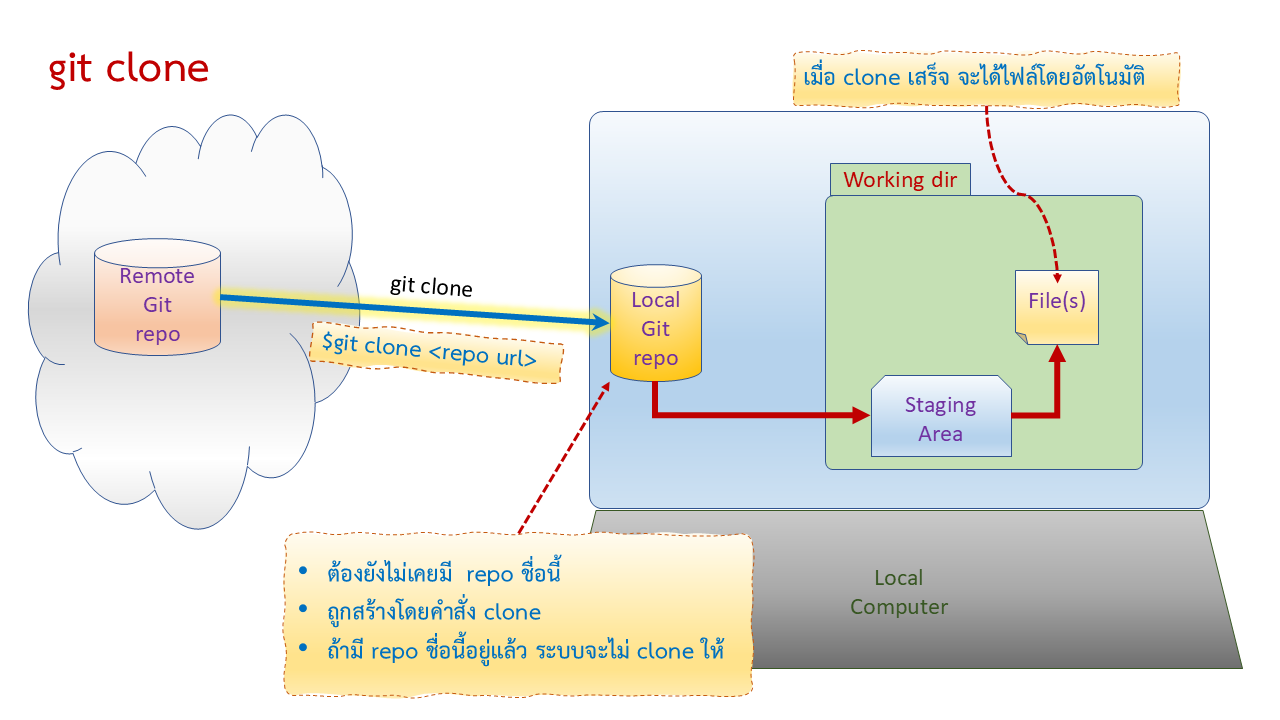 git clone
เมื่อ clone เสร็จ จะได้ไฟล์โดยอัตโนมัติ
Working dir
Remote
Git
repo
git clone
$git clone <repo url>
Local
Git
repo
File(s)
Staging
Area
• ต้องยังไม่เคยมี  repo ชื่อนี้
• ถูกสร้างโดยคำสั่ง clone
• ถ้ามี repo ชื่อนี้อยู่แล้ว ระบบจะไม่ clone ให้
Local
Computer